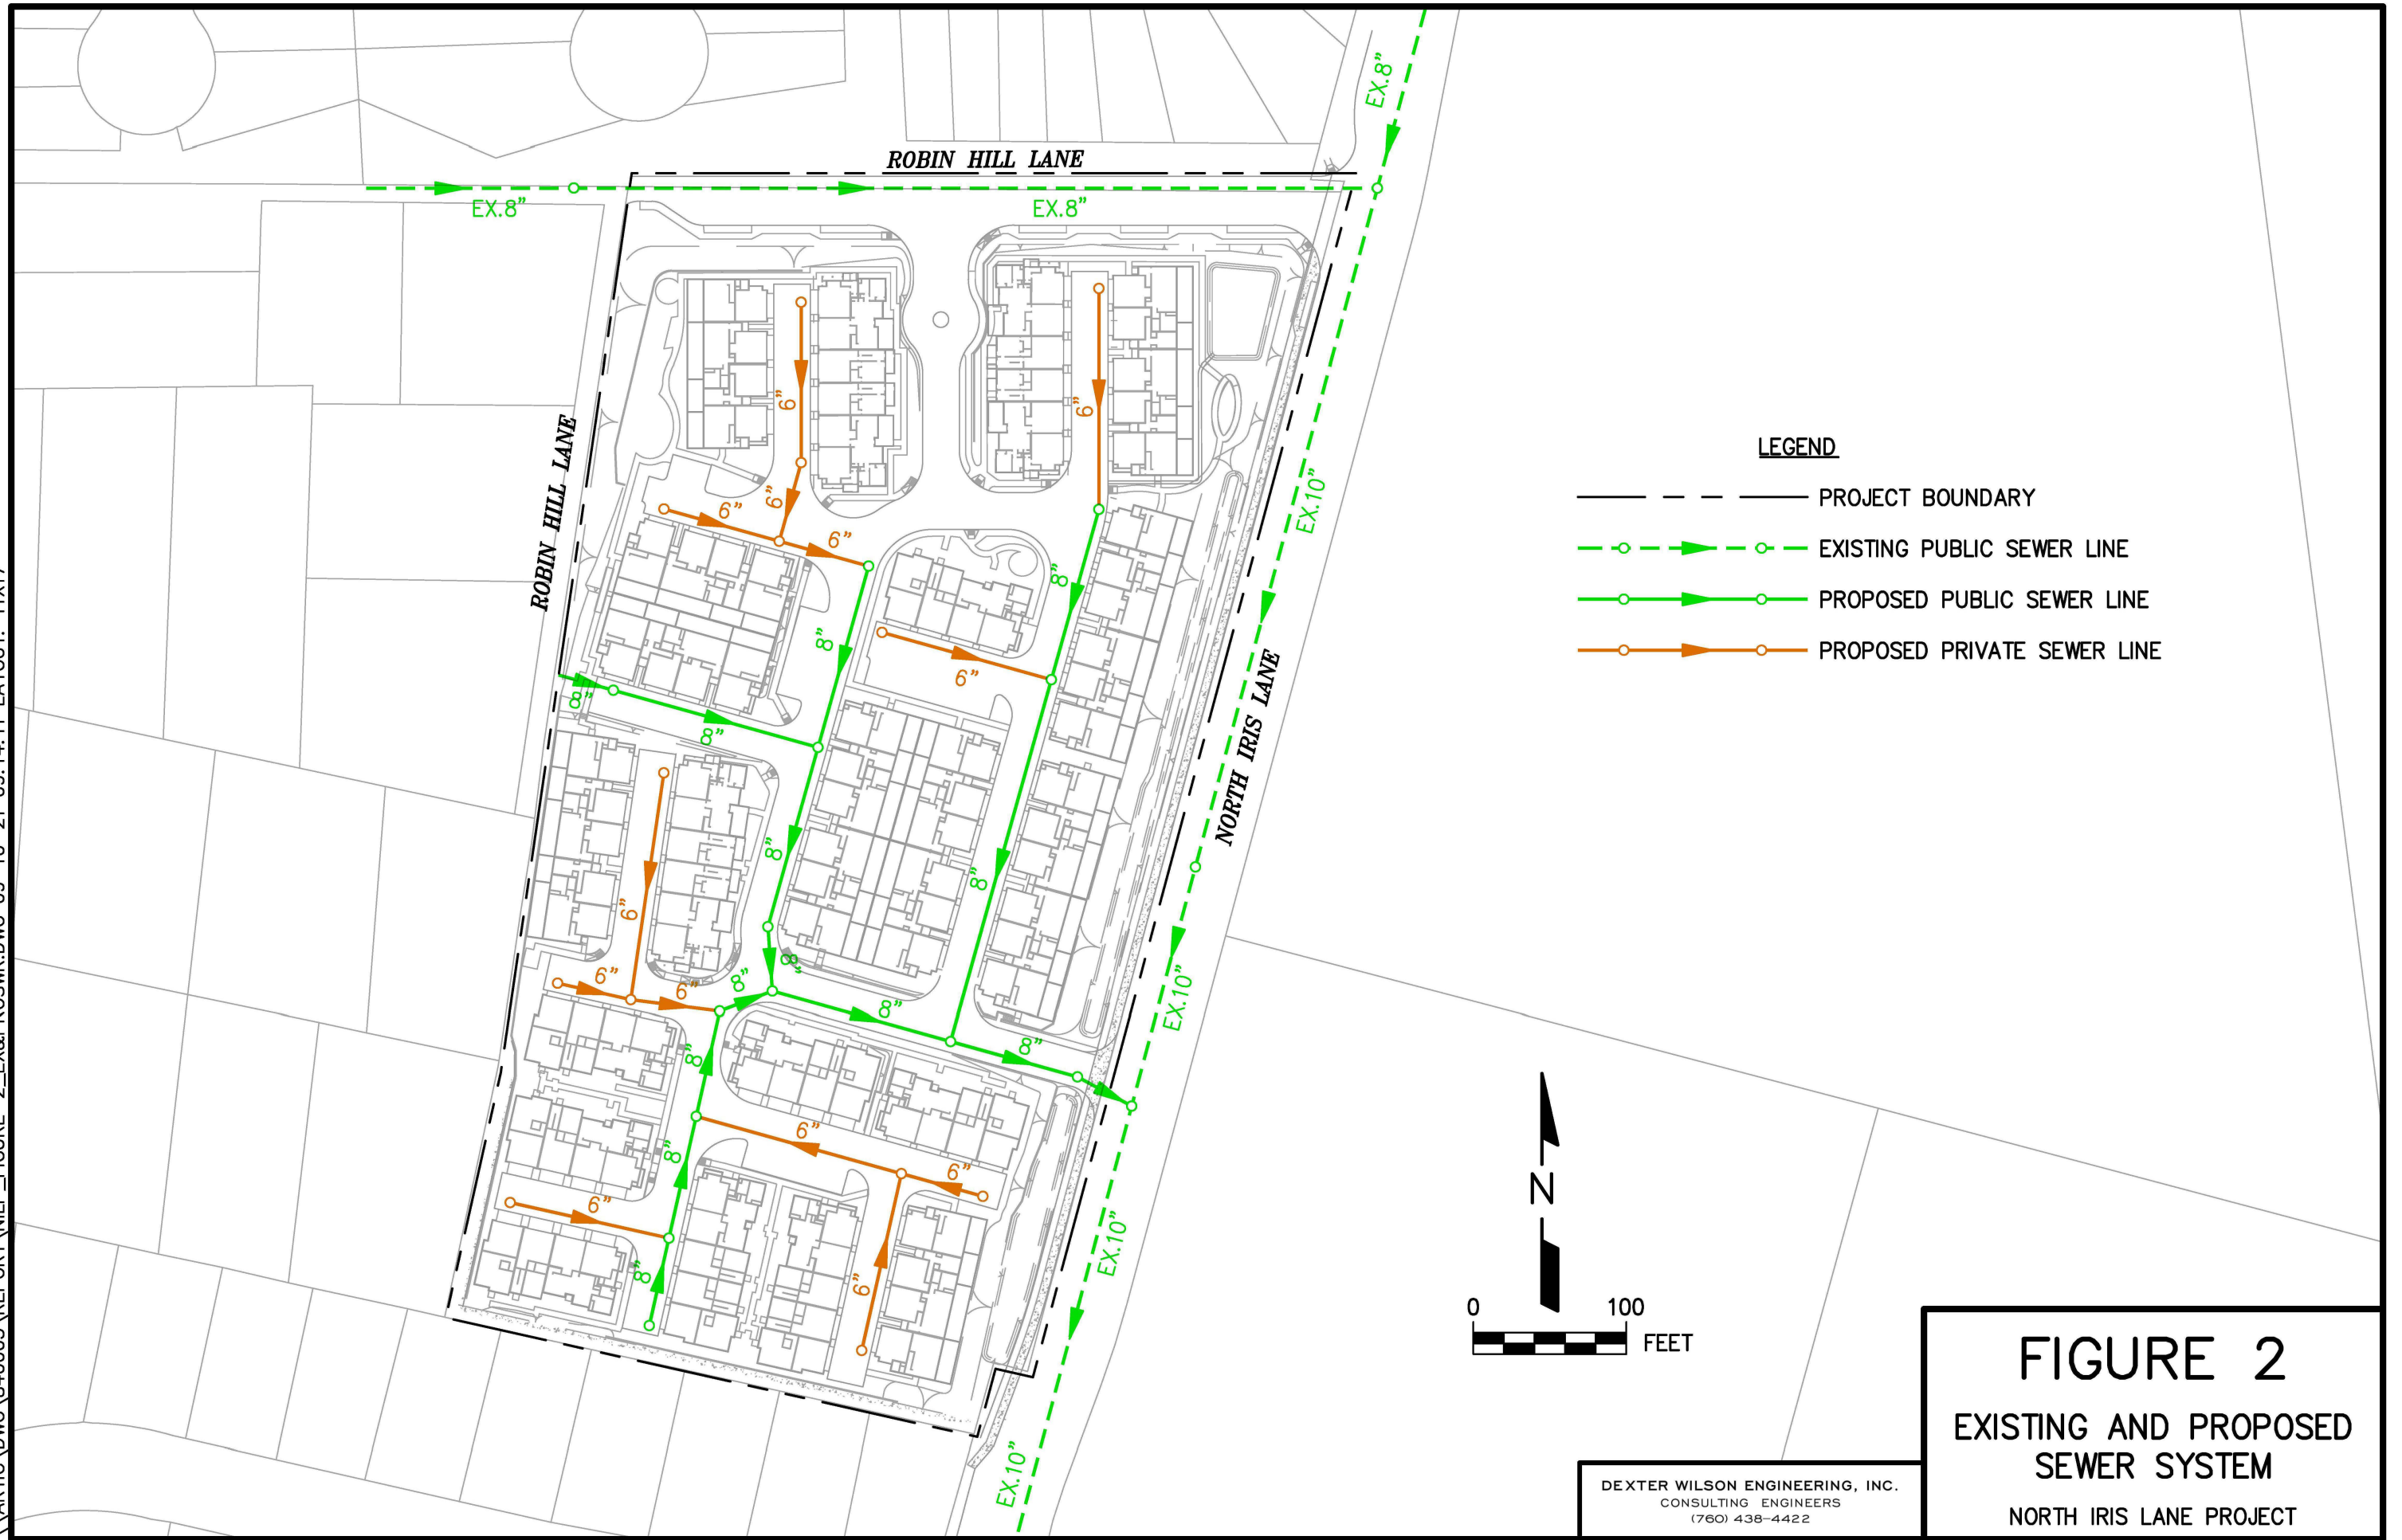 EX.8”
ROBIN HILL LANE
EX.8”
EX.8”
6”
6”
6”
6”
6”
EX.10”
ROBIN HILL LANE
8”
8”
6”
NORTH IRIS LANE
8”
8”
8”
8”
6”
6”
6”
8”
8”
8”
8”
EX.10”
8”
6”
8”
6”
6”
8”
6”
EX.10”
EX.10”
LEGEND
PROJECT BOUNDARY
EXISTING PUBLIC SEWER LINE
PROPOSED PUBLIC SEWER LINE
PROPOSED PRIVATE SEWER LINE
N
0 100
FEET
DEXTER WILSON ENGINEERING, INC.
CONSULTING ENGINEERS
(760) 438-4422
FIGURE 2
EXISTING AND PROPOSED
SEWER SYSTEM
NORTH IRIS LANE PROJECT